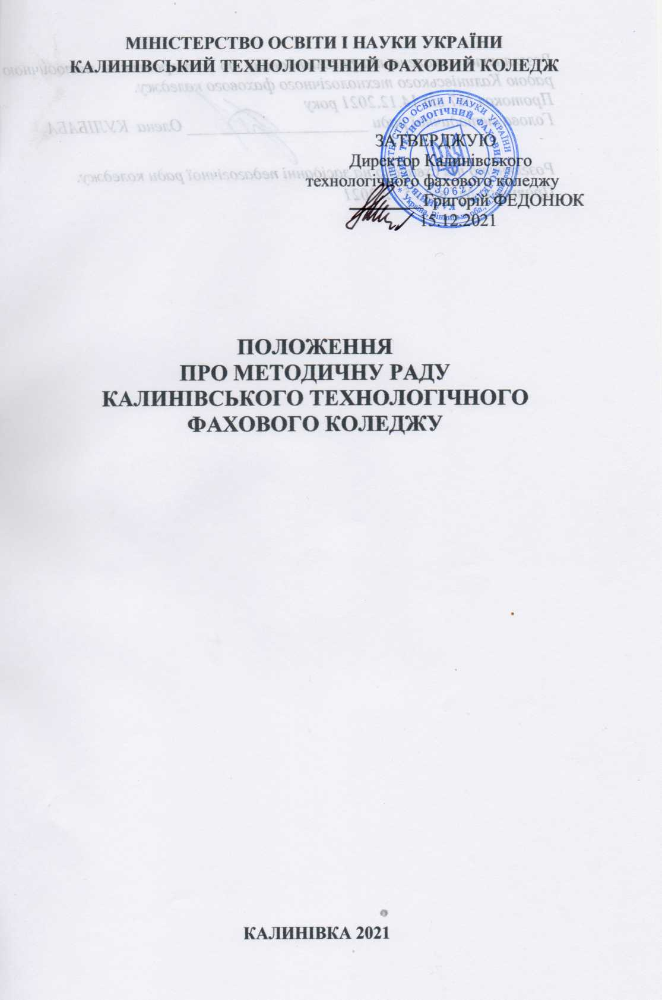 МІНІСТЕРСТВО ОСВІТИ І НАУКИ УКРАЇНИ
КАЛИНІВСЬКИЙ ТЕХНОЛОГІЧНИЙ ФАХОВИЙ КОЛЕДЖ
ЗАТВЕРДЖУЮ
Директор Калинівського
технологічного фахового коледжу
Григорій ФЕДОНЮК
15.12.2021
ПОЛОЖЕННЯ
ПРО МЕТОДИЧНУ РАДУ
КАЛИНІВСЬКОГО ТЕХНОЛОГІЧНОГО
ФАХОВОГО КОЛЕДЖУ
КАЛИНІВКА 2021